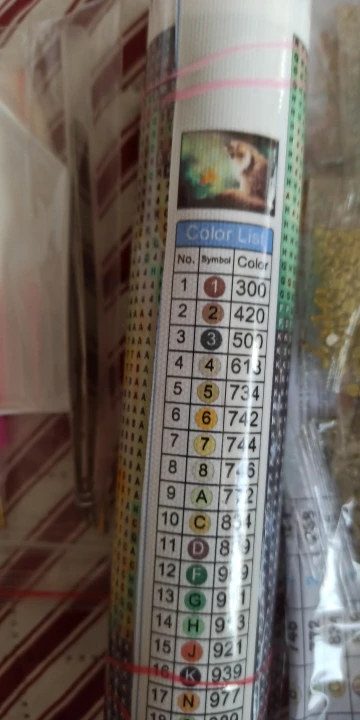 Color List
No. Symbol Color
1 1 300
2 2 420
3 3 500
4 4 613
5 5 734
6 6 742
7 7 744
8 8
9 A 772
10 C
11 D
12 F
13 G
14 H
15 J 921
16 K 939
17 N 977